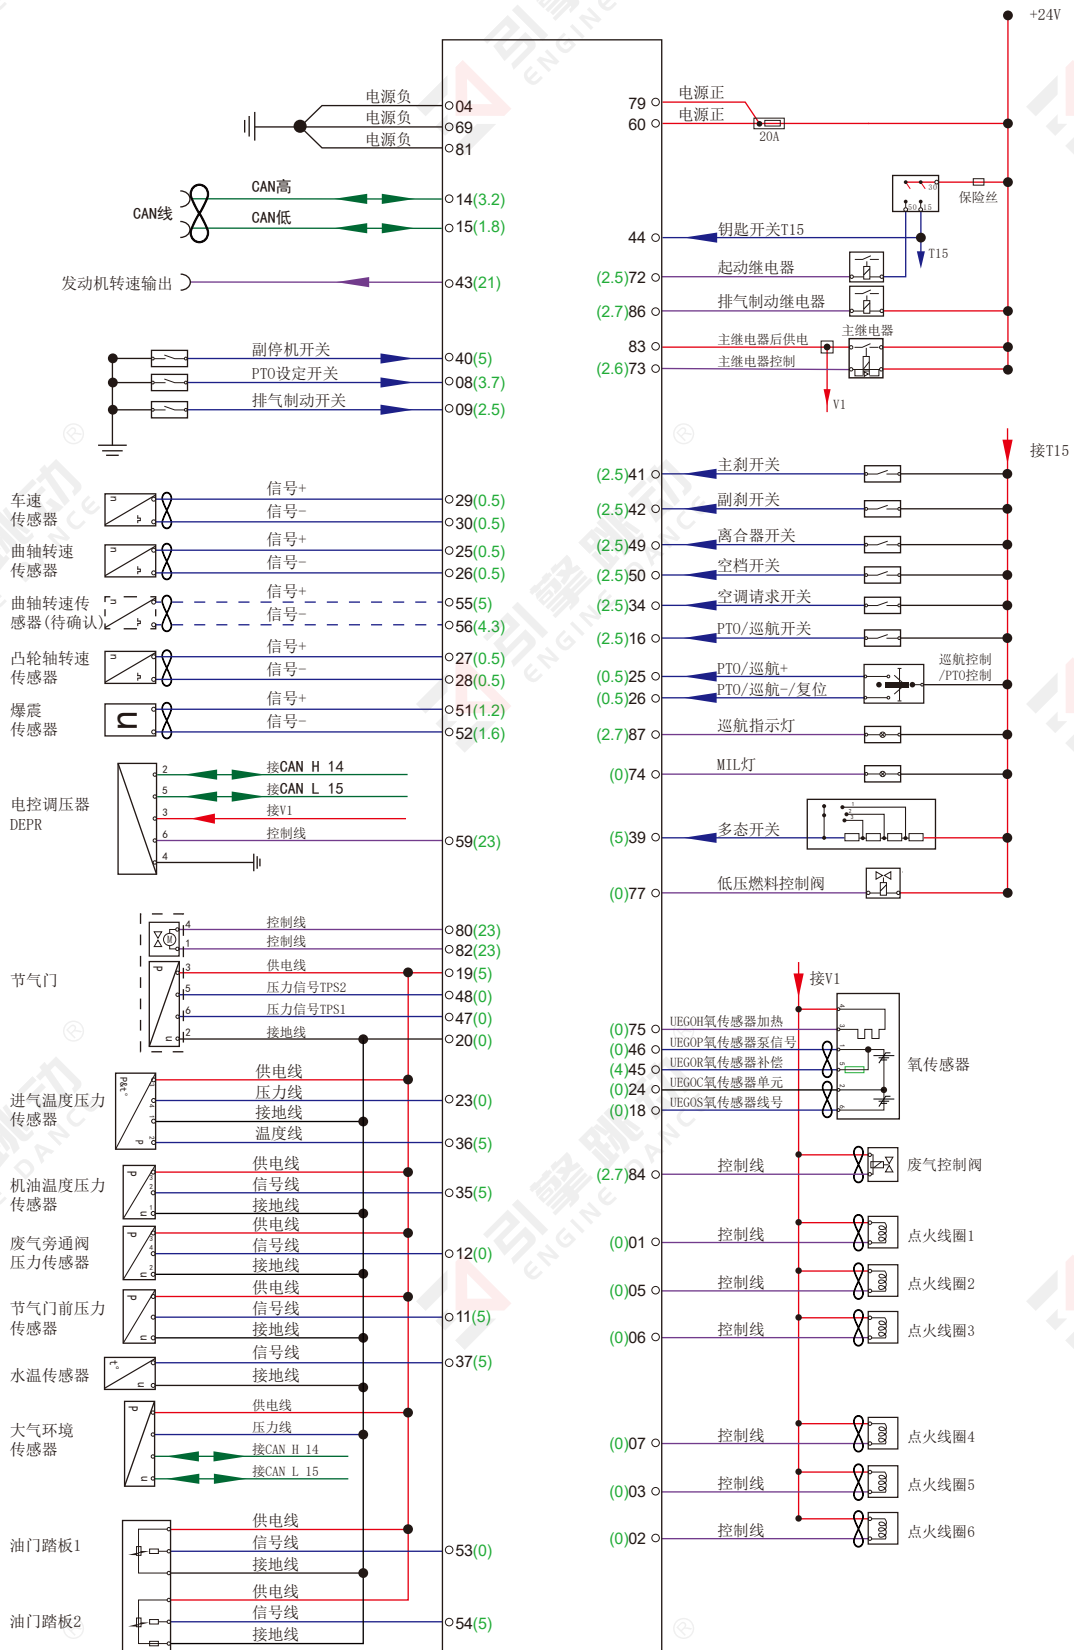 +24V
电源负
04
电源负
69
电源负
81
CAN高
14(3.2)
CAN线
CAN低
15(1.8)
发动机转速输出
43(21)
副停机开关
40(5)
PTO设定开关
08(3.7)
排气制动开关
09(2.5)
车速
传感器
n
信号+
29(0.5)
信号-
30(0.5)
曲轴转速
传感器
n
信号+
25(0.5)
信号-
26(0.5)
曲轴转速传
感器(待确认)
n
信号+
55(5)
信号-
56(4.3)
凸轮轴转速
传感器
n
信号+
27(0.5)
信号-
28(0.5)
爆震
传感器
n
信号+
51(1.2)
信号-
52(1.6)
电控调压器
DEPR
2 接CAN H 14
5 接CAN L 15
3 接V1
6 控制线
59(23)
4
节气门
M
4 控制线
80(23)
1 控制线
82(23)
P
3 供电线
19(5)
5 压力信号TPS2
48(0)
6 压力信号TPS1
47(0)
u
2 接地线
20(0)
进气温度压力
传感器
P&t°
供电线
压力线
23(0)
接地线
温度线
36(5)
机油温度压力
传感器
供电线
信号线
35(5)
接地线
废气旁通阀
压力传感器
供电线
信号线
12(0)
接地线
节气门前压力
传感器
供电线
信号线
11(5)
接地线
水温传感器
t°
u
信号线
37(5)
接地线
大气环境
传感器
P
u
供电线
压力线
接CAN H 14
接CAN L 15
油门踏板1
供电线
信号线
53(0)
接地线
油门踏板2
供电线
信号线
54(5)
接地线
79 电源正
60 电源正
20A
30
50 15
保险丝
44 钥匙开关T15
T15
(2.5)72 起动继电器
(2.7)86 排气制动继电器
83 主继电器后供电
主继电器
(2.6)73 主继电器控制
V1
接T15
(2.5)41 主刹开关
(2.5)42 副刹开关
(2.5)49 离合器开关
(2.5)50 空档开关
(2.5)34 空调请求开关
(2.5)16 PTO/巡航开关
(0.5)25 PTO/巡航+
巡航控制
/PTO控制
(0.5)26 PTO/巡航-/复位
(2.7)87 巡航指示灯
(0)74 MIL灯
(5)39 多态开关
(0)77 低压燃料控制阀
接V1
(0)75 UEGOH氧传感器加热
(0)46 UEGOP氧传感器泵信号
(4)45 UEGOR氧传感器补偿
(0)24 UEGOC氧传感器单元
(0)18 UEGOS氧传感器线号
4
3
1
5
2
6
氧传感器
(2.7)84 控制线
废气控制阀
(0)01 控制线
点火线圈1
(0)05 控制线
点火线圈2
(0)06 控制线
点火线圈3
(0)07 控制线
点火线圈4
(0)03 控制线
点火线圈5
(0)02 控制线
点火线圈6
引擎跳动
ENGINE DANCE
®